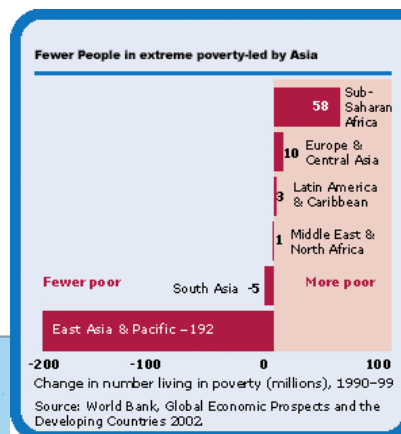 Fewer People in extreme poverty-led by Asia
58
Sub-
Saharan
Africa
10 Europe &
Central Asia
3 Latin America
& Caribbean
1 Middle East &
North Africa
Fewer poor
South Asia -5
More poor
East Asia & Pacific -192
-200 -100 0 100
Change in number living in poverty (millions), 1990-99
Source: World Bank, Global Economic Prospects and the
Developing Countries 2002.